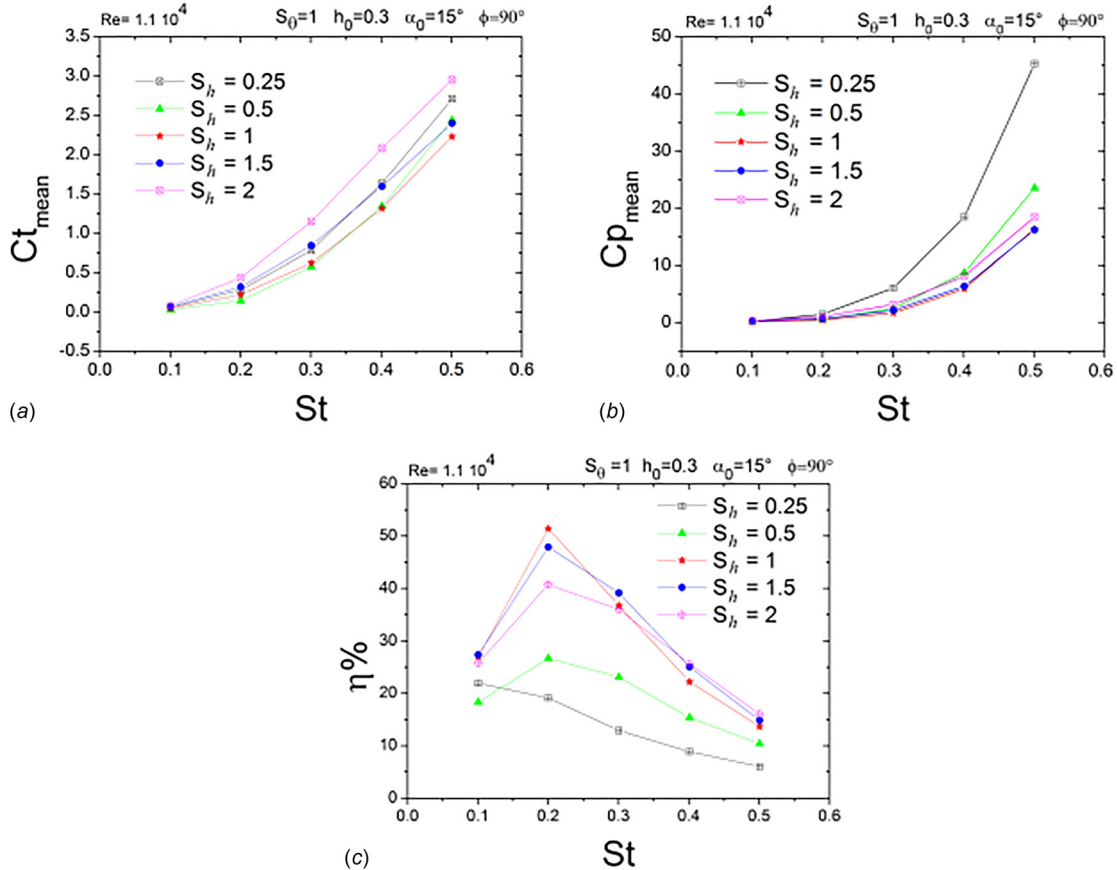 Re= 1.1 10⁴ S_θ=1 h₀=0.3 α₀=15° ϕ=90°
3.5
3.0
2.5
2.0
1.5
1.0
0.5
0.0
-0.5
Ct_mean
S_h = 0.25
S_h = 0.5
S_h = 1
S_h = 1.5
S_h = 2
0.0 0.1 0.2 0.3 0.4 0.5 0.6
St
(a)
Re= 1.1 10⁴ S_θ=1 h₀=0.3 α₀=15° ϕ=90°
50
40
30
20
10
0
Cp_mean
S_h = 0.25
S_h = 0.5
S_h = 1
S_h = 1.5
S_h = 2
0.0 0.1 0.2 0.3 0.4 0.5 0.6
St
(b)
Re= 1.1 10⁴ S_θ=1 h₀=0.3 α₀=15° ϕ=90°
60
50
40
30
20
10
0
η%
S_h = 0.25
S_h = 0.5
S_h = 1
S_h = 1.5
S_h = 2
0.0 0.1 0.2 0.3 0.4 0.5 0.6
St
(c)